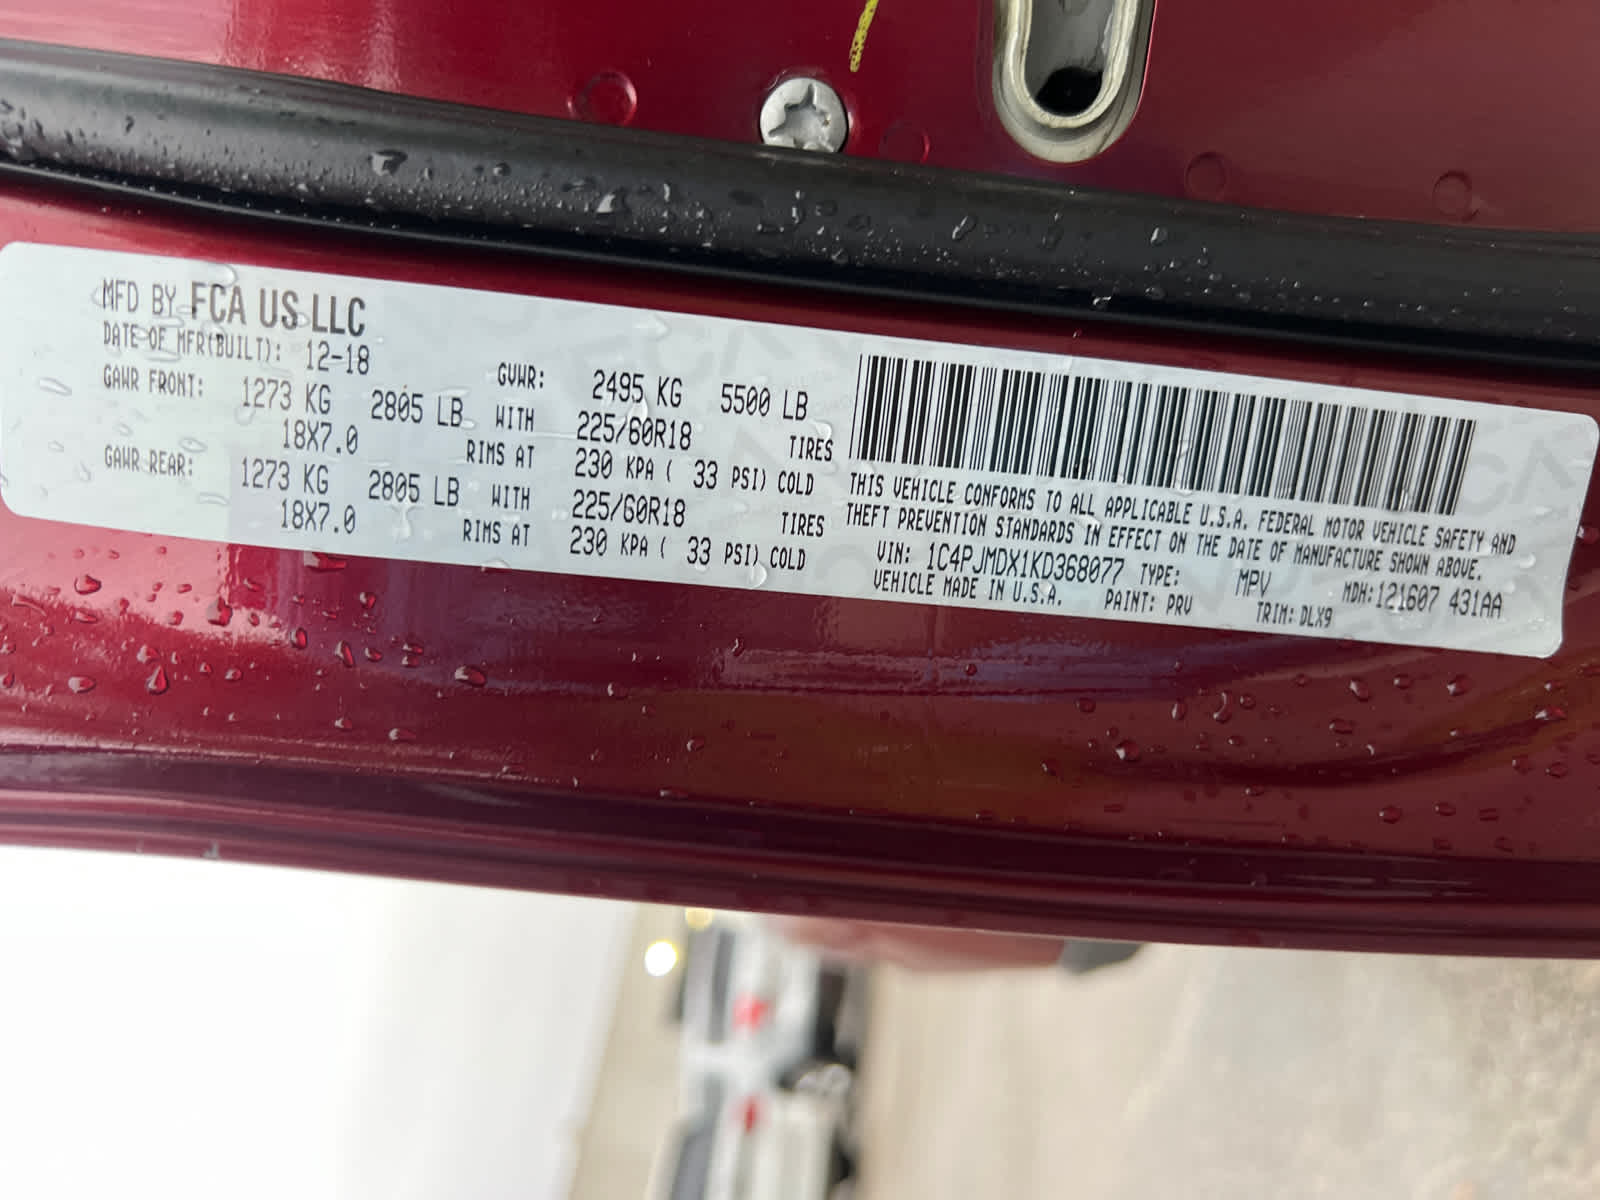 MFD BY FCA US LLC
DATE OF MFR(BUILT): 12-18
GVWR: 2495 KG 5500 LB
GAWR FRONT: 1273 KG 2805 LB WITH 225/60R18 TIRES
18X7.0 RIMS AT 230 KPA ( 33 PSI) COLD
GAWR REAR: 1273 KG 2805 LB WITH 225/60R18 TIRES
18X7.0 RIMS AT 230 KPA ( 33 PSI) COLD
THIS VEHICLE CONFORMS TO ALL APPLICABLE U.S.A. FEDERAL MOTOR VEHICLE SAFETY AND
THEFT PREVENTION STANDARDS IN EFFECT ON THE DATE OF MANUFACTURE SHOWN ABOVE.
VIN: 1C4PJMDX1KD368077 TYPE: MPV MDH:121607 431AA
VEHICLE MADE IN U.S.A. PAINT: PRV TRIM: DLX9